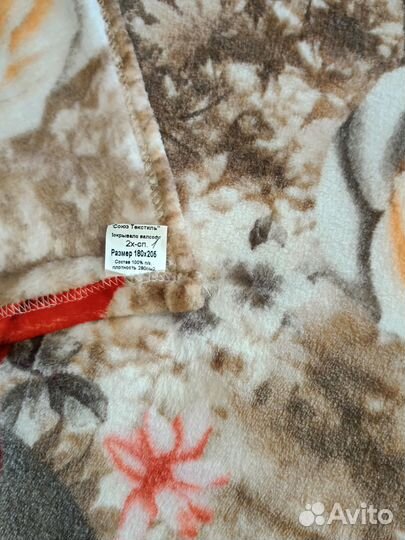 "Союз Текстиль"
Покрывало велсофт
2х-сп.
Размер 180х205
Состав 100% п/э
плотность 280г/м2
Avito